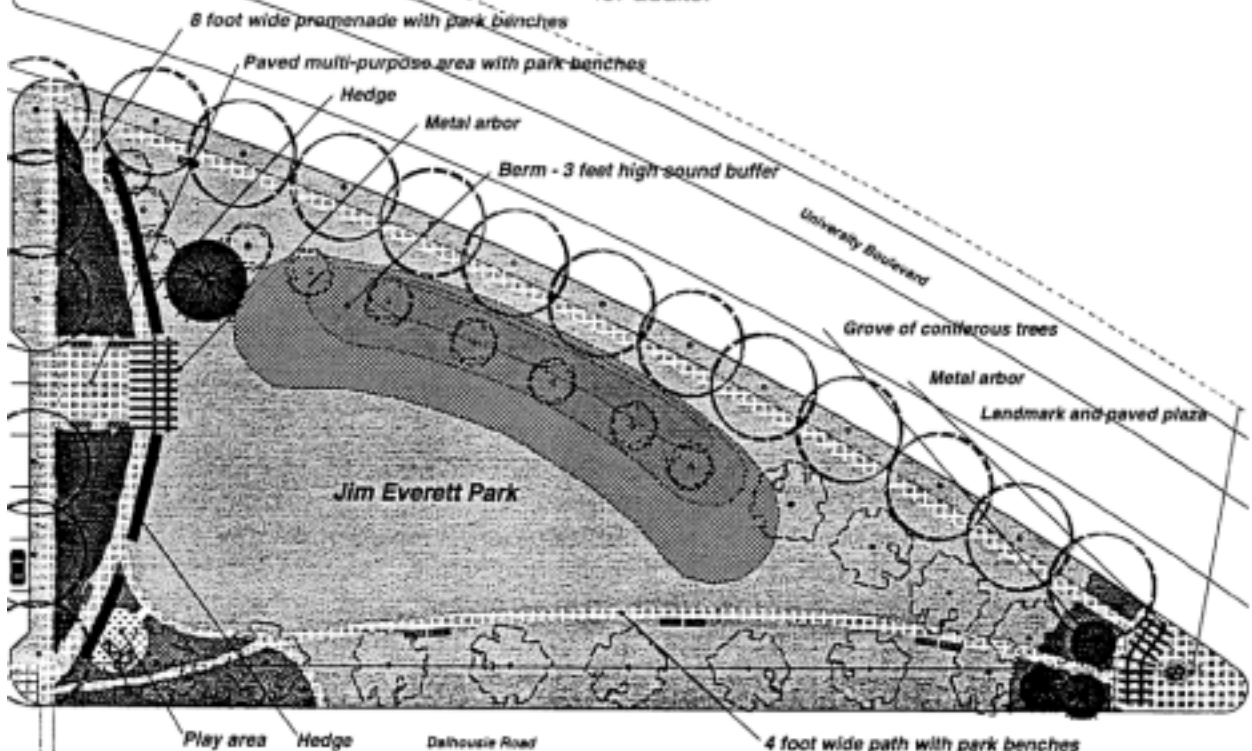 for adults.
8 foot wide promenade with park benches
Paved multi-purpose area with park benches
Hedge
Metal arbor
Berm - 3 feet high sound buffer
University Boulevard
Grove of coniferous trees
Metal arbor
Landmark and paved plaza
Jim Everett Park
Play area
Hedge
Dalhousie Road
4 foot wide path with park benches